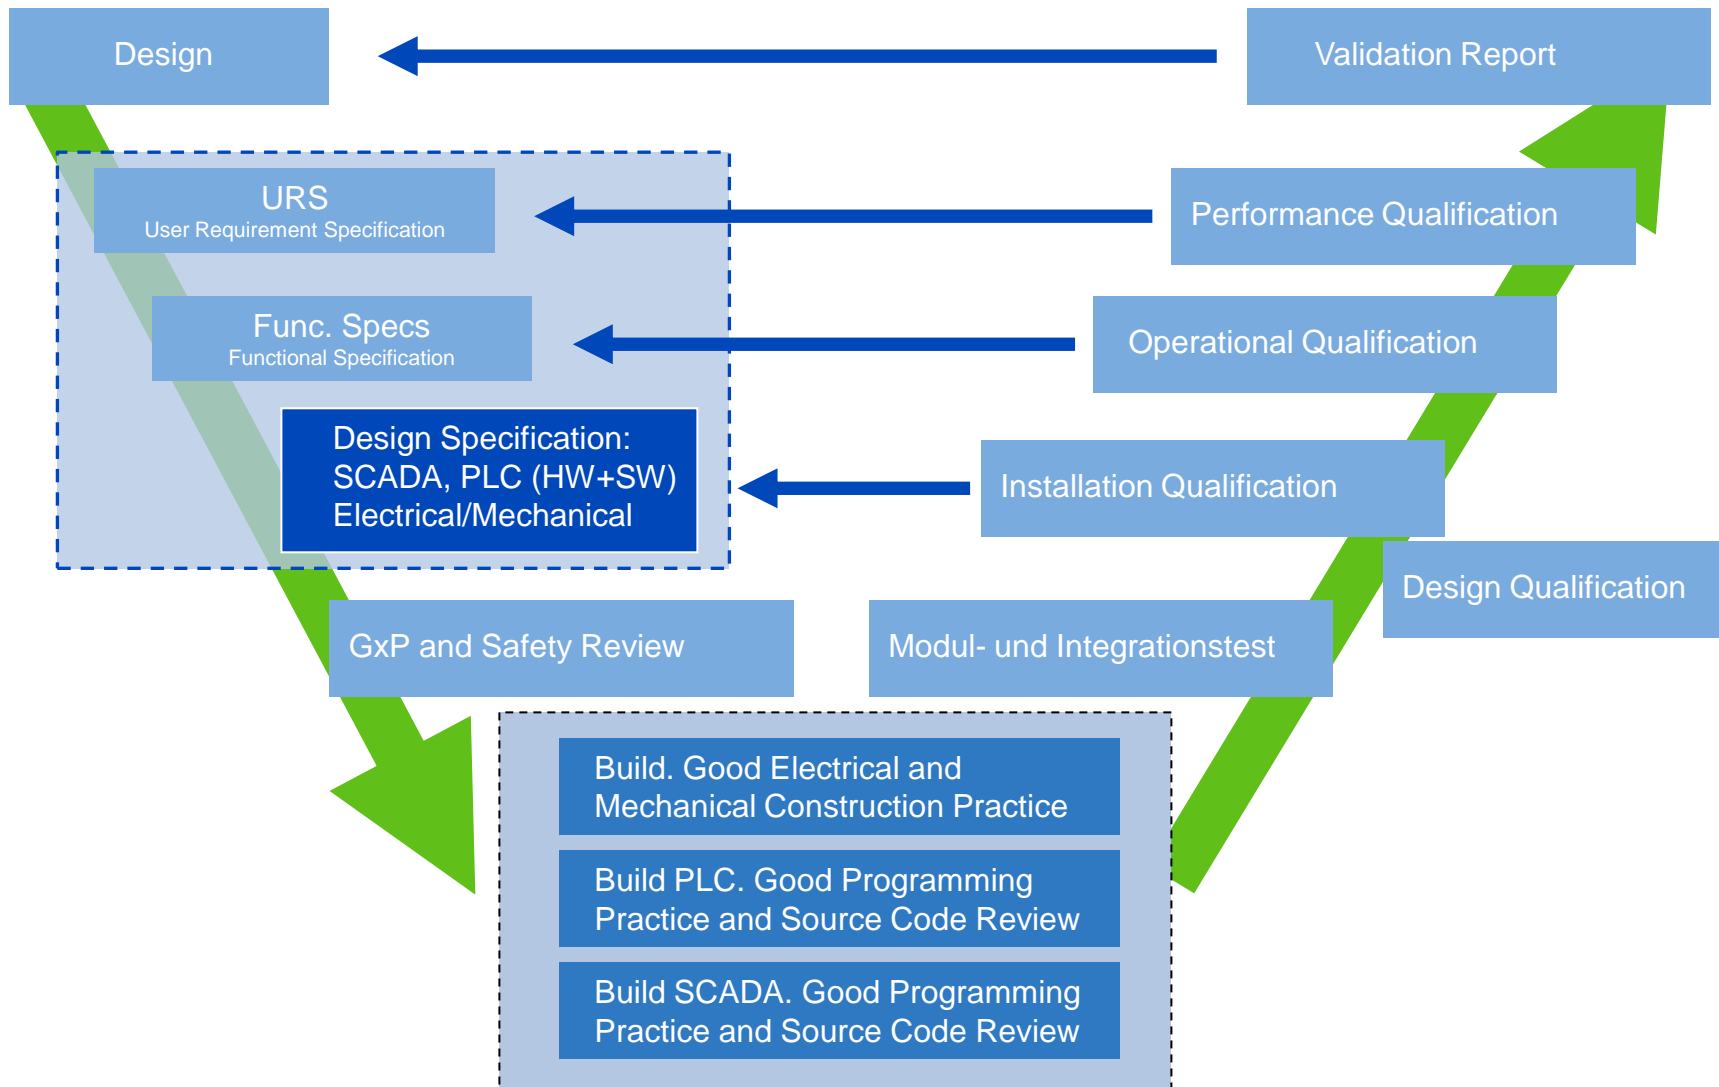 Design
Validation Report
URS
User Requirement Specification
Performance Qualification
Func. Specs
Functional Specification
Operational Qualification
Design Specification:
SCADA, PLC (HW+SW)
Electrical/Mechanical
Installation Qualification
Design Qualification
GxP and Safety Review
Modul- und Integrationstest
Build. Good Electrical and
Mechanical Construction Practice
Build PLC. Good Programming
Practice and Source Code Review
Build SCADA. Good Programming
Practice and Source Code Review